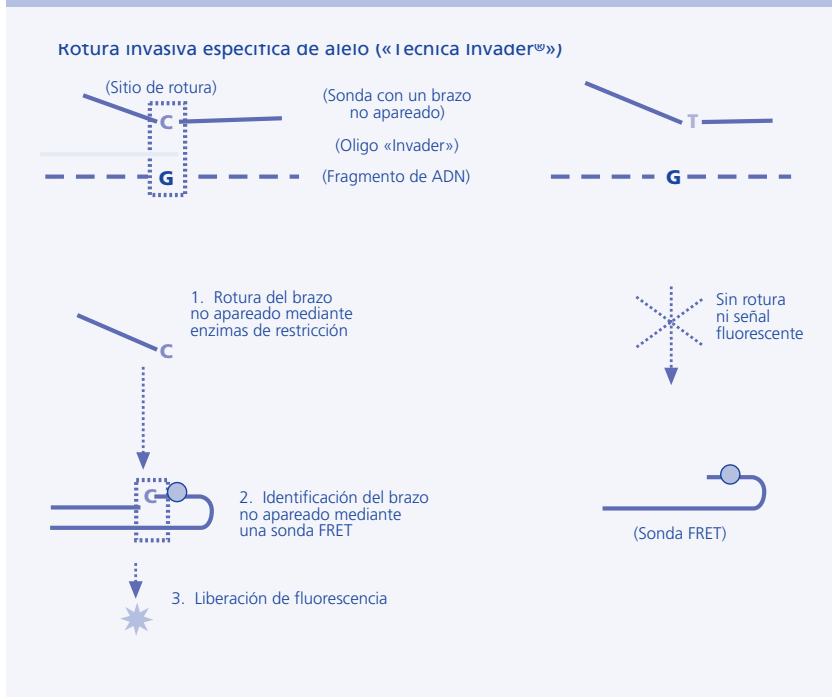 Rotura invasiva específica de alelo («Técnica Invader®»)
(Sitio de rotura)
C
G
(Sonda con un brazo
no apareado)
(Oligo «Invader»)
(Fragmento de ADN)
T
G
1. Rotura del brazo
no apareado mediante
enzimas de restricción
C
Sin rotura
ni señal
fluorescente
C
2. Identificación del brazo
no apareado mediante
una sonda FRET
(Sonda FRET)
3. Liberación de fluorescencia